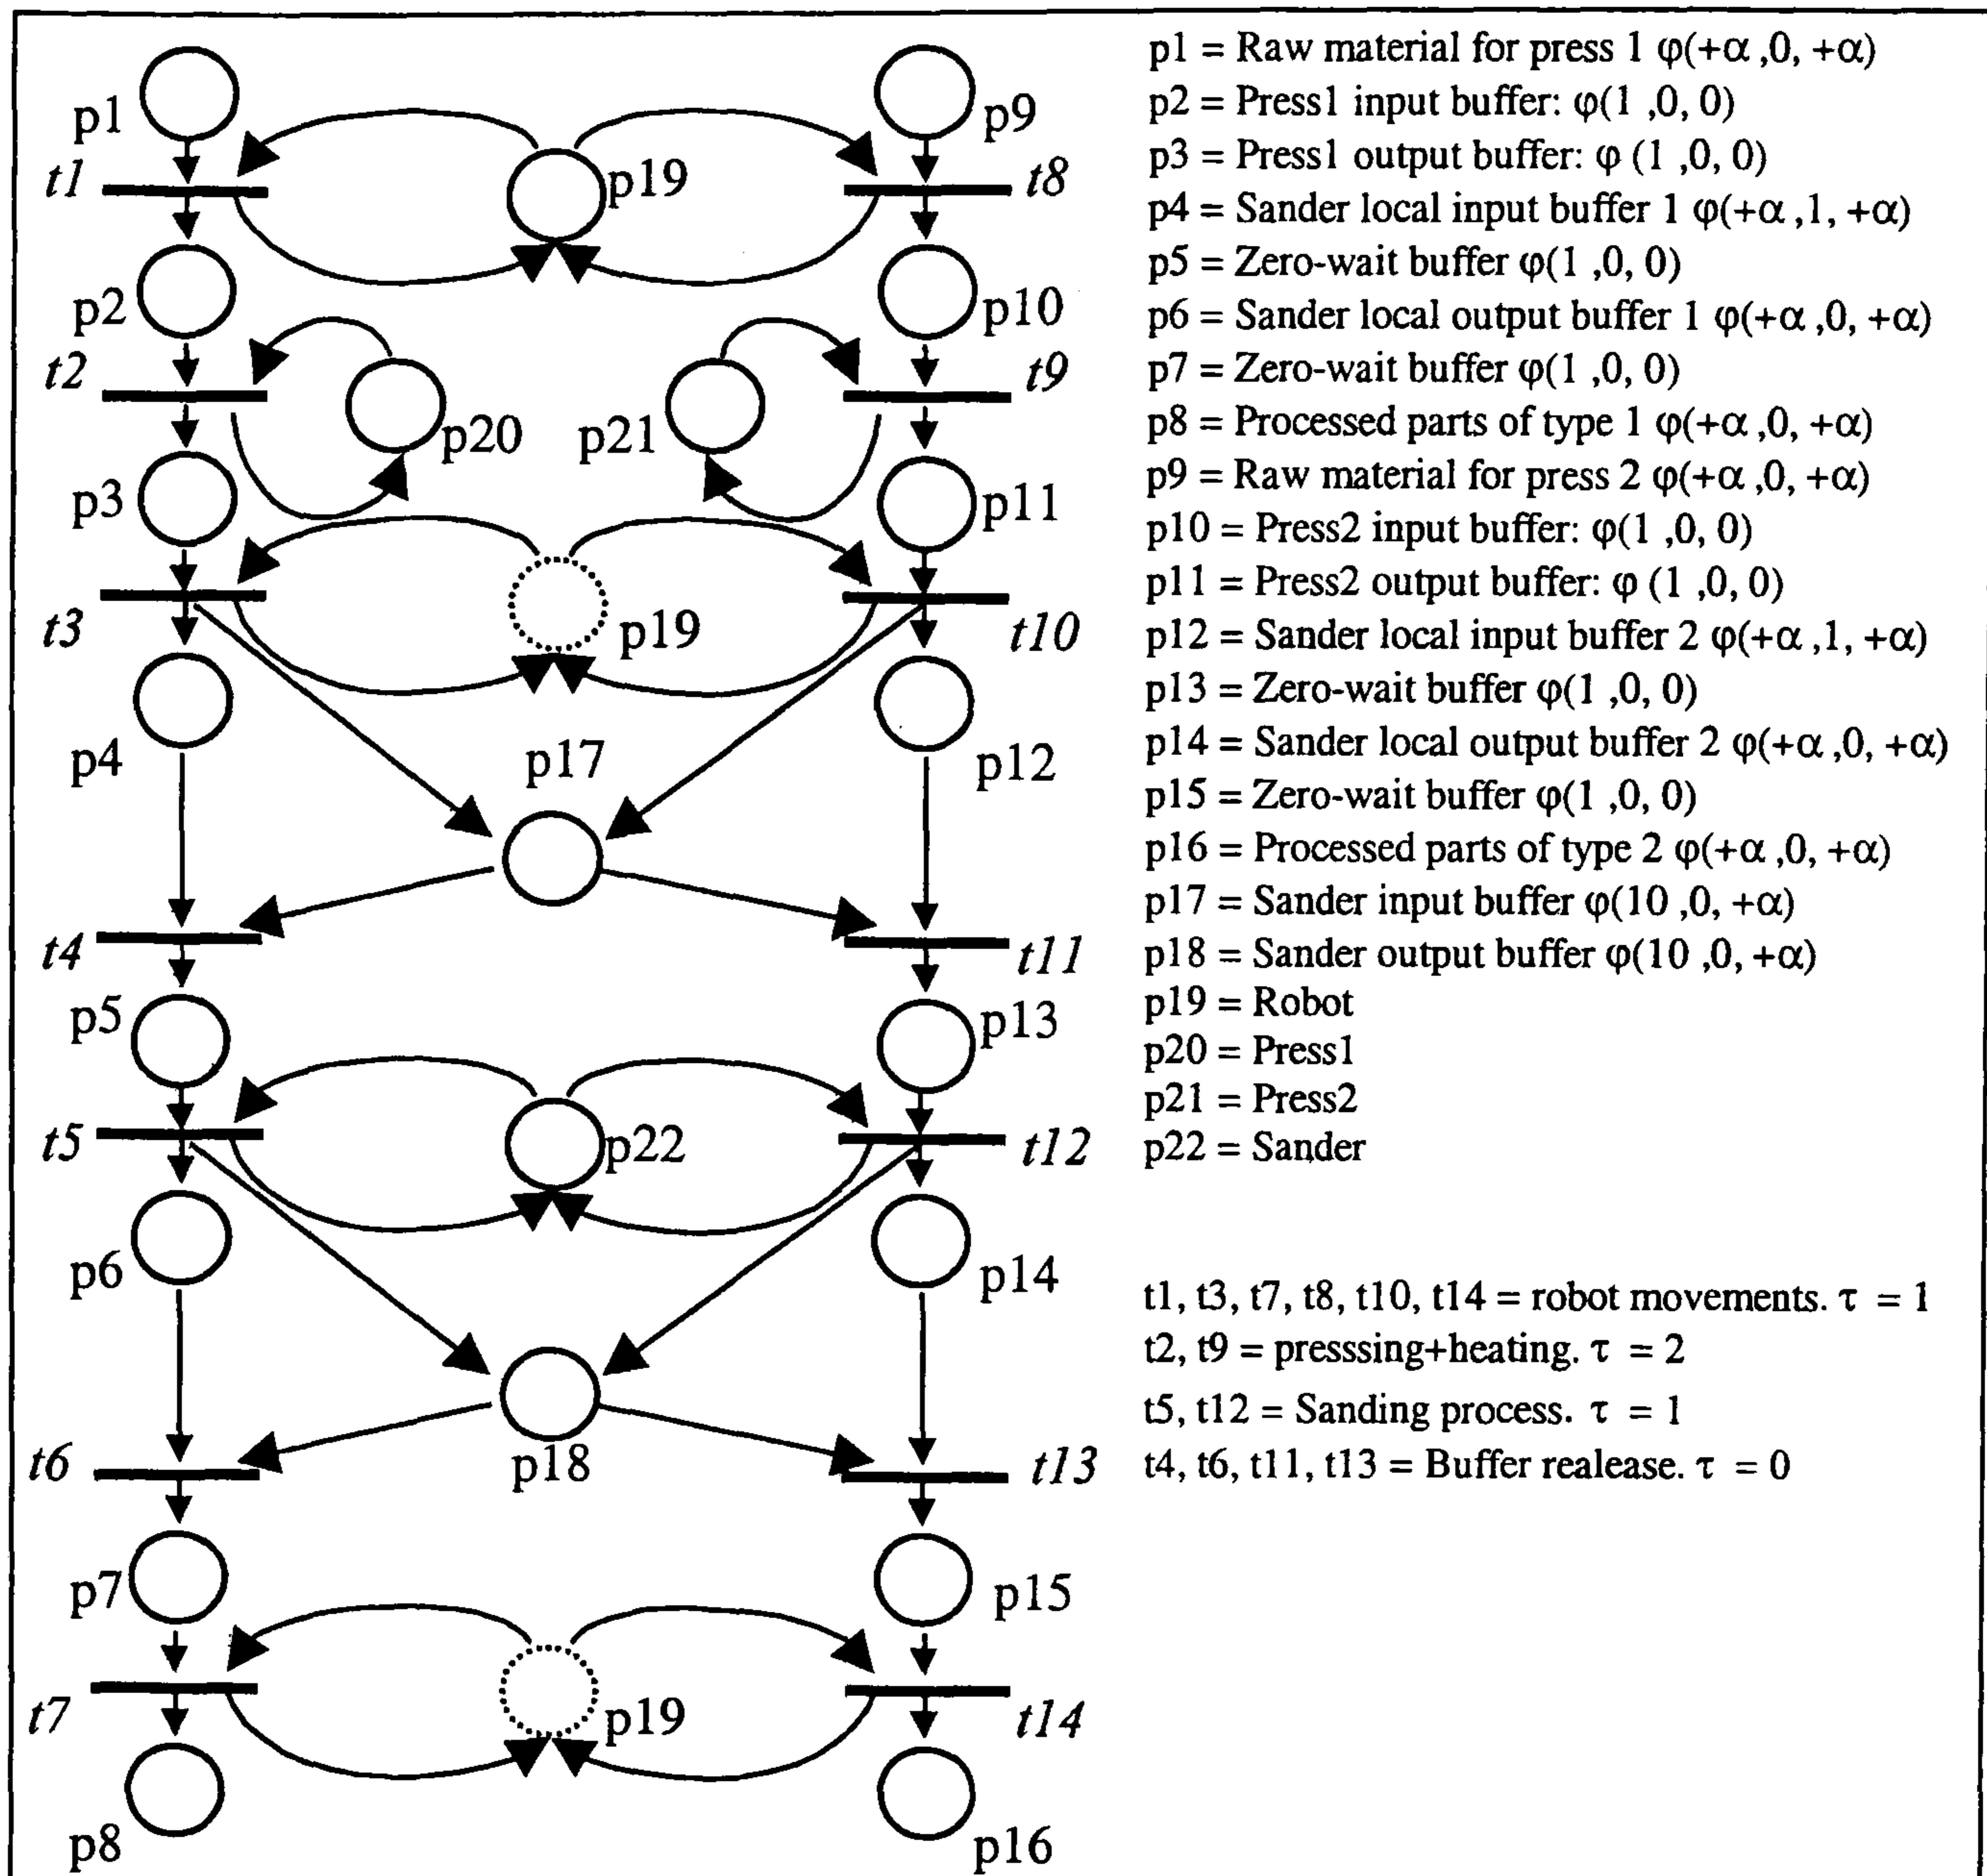 p1
p9
t1
p19
t8
p2
p10
t2
t9
p20
p21
p3
p11
t3
p19
t10
p4
p17
p12
t4
t11
p5
p13
t5
p22
t12
p6
p14
t6
p18
t13
p7
p15
t7
p19
t14
p8
p16
p1 = Raw material for press 1 φ(+α ,0, +α)
p2 = Press1 input buffer: φ(1 ,0, 0)
p3 = Press1 output buffer: φ (1 ,0, 0)
p4 = Sander local input buffer 1 φ(+α ,1, +α)
p5 = Zero-wait buffer φ(1 ,0, 0)
p6 = Sander local output buffer 1 φ(+α ,0, +α)
p7 = Zero-wait buffer φ(1 ,0, 0)
p8 = Processed parts of type 1 φ(+α ,0, +α)
p9 = Raw material for press 2 φ(+α ,0, +α)
p10 = Press2 input buffer: φ(1 ,0, 0)
p11 = Press2 output buffer: φ (1 ,0, 0)
p12 = Sander local input buffer 2 φ(+α ,1, +α)
p13 = Zero-wait buffer φ(1 ,0, 0)
p14 = Sander local output buffer 2 φ(+α ,0, +α)
p15 = Zero-wait buffer φ(1 ,0, 0)
p16 = Processed parts of type 2 φ(+α ,0, +α)
p17 = Sander input buffer φ(10 ,0, +α)
p18 = Sander output buffer φ(10 ,0, +α)
p19 = Robot
p20 = Press1
p21 = Press2
p22 = Sander
t1, t3, t7, t8, t10, t14 = robot movements. τ = 1
t2, t9 = presssing+heating. τ = 2
t5, t12 = Sanding process. τ = 1
t4, t6, t11, t13 = Buffer realease. τ = 0